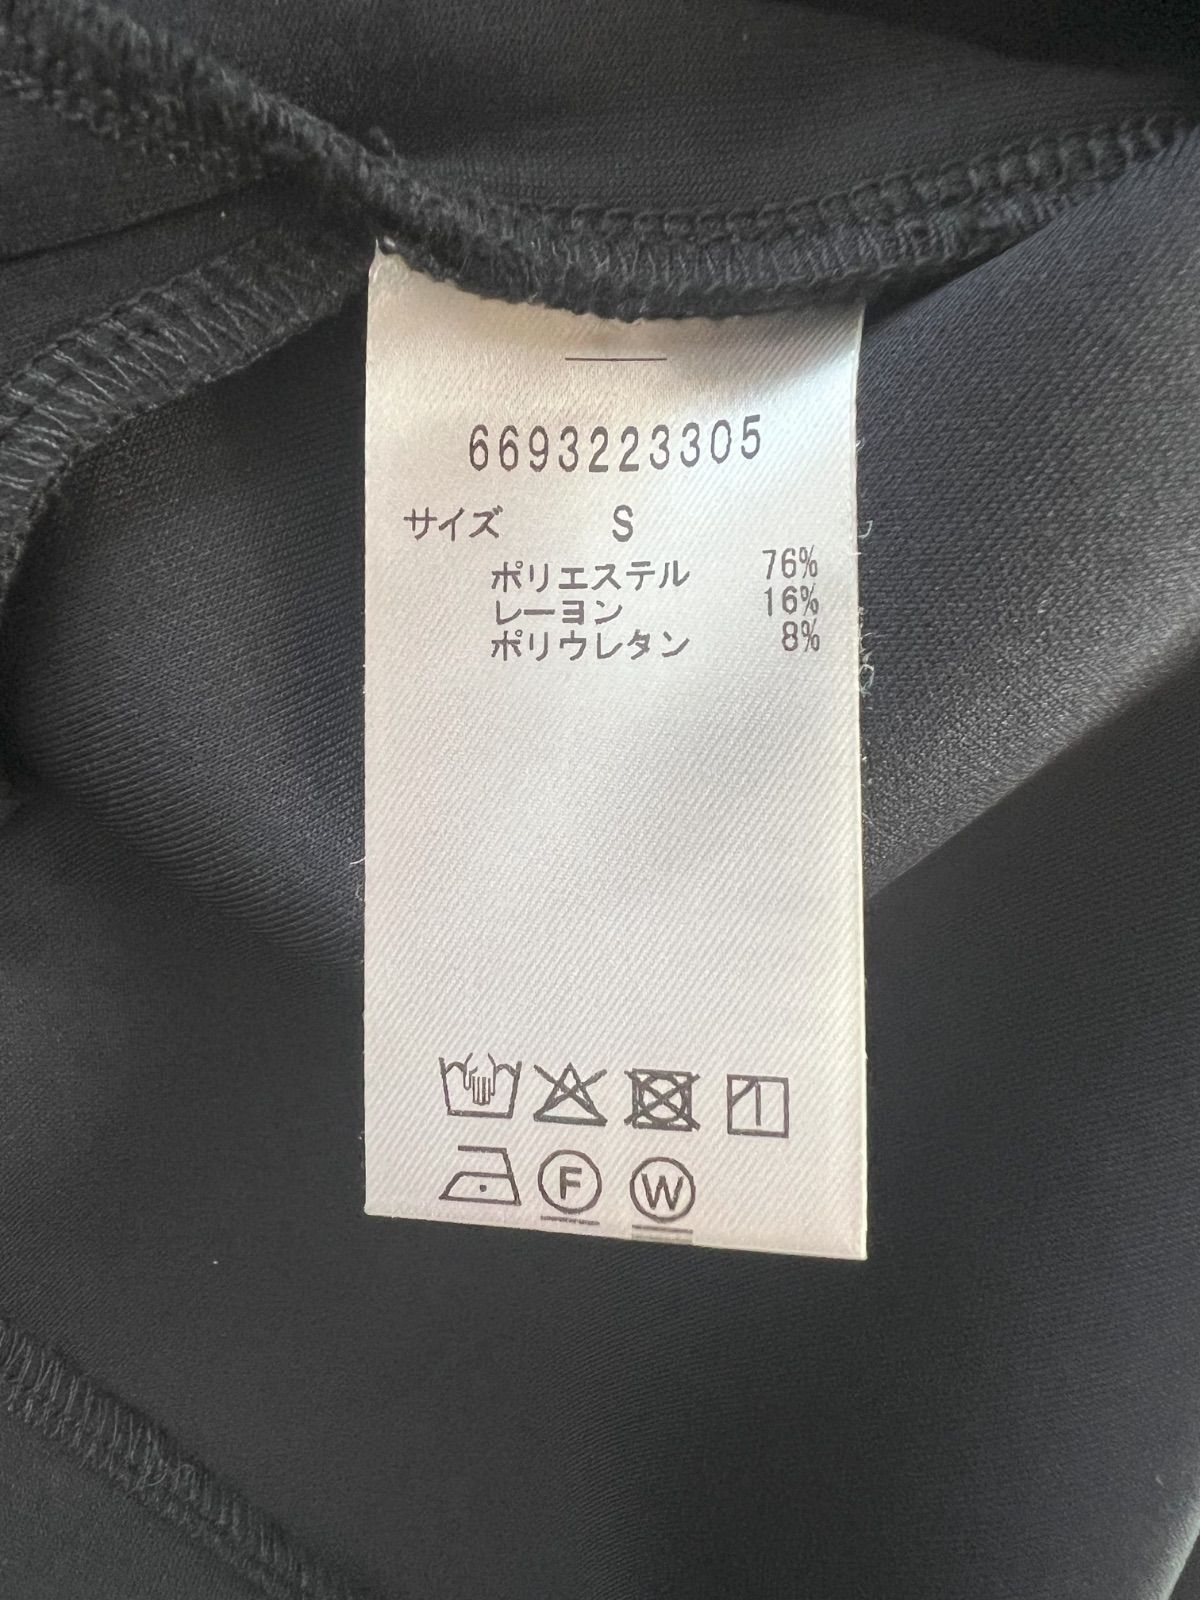 6693223305
サイズ S
ポリエステル 76%
レーヨン 16%
ポリウレタン 8%
F W